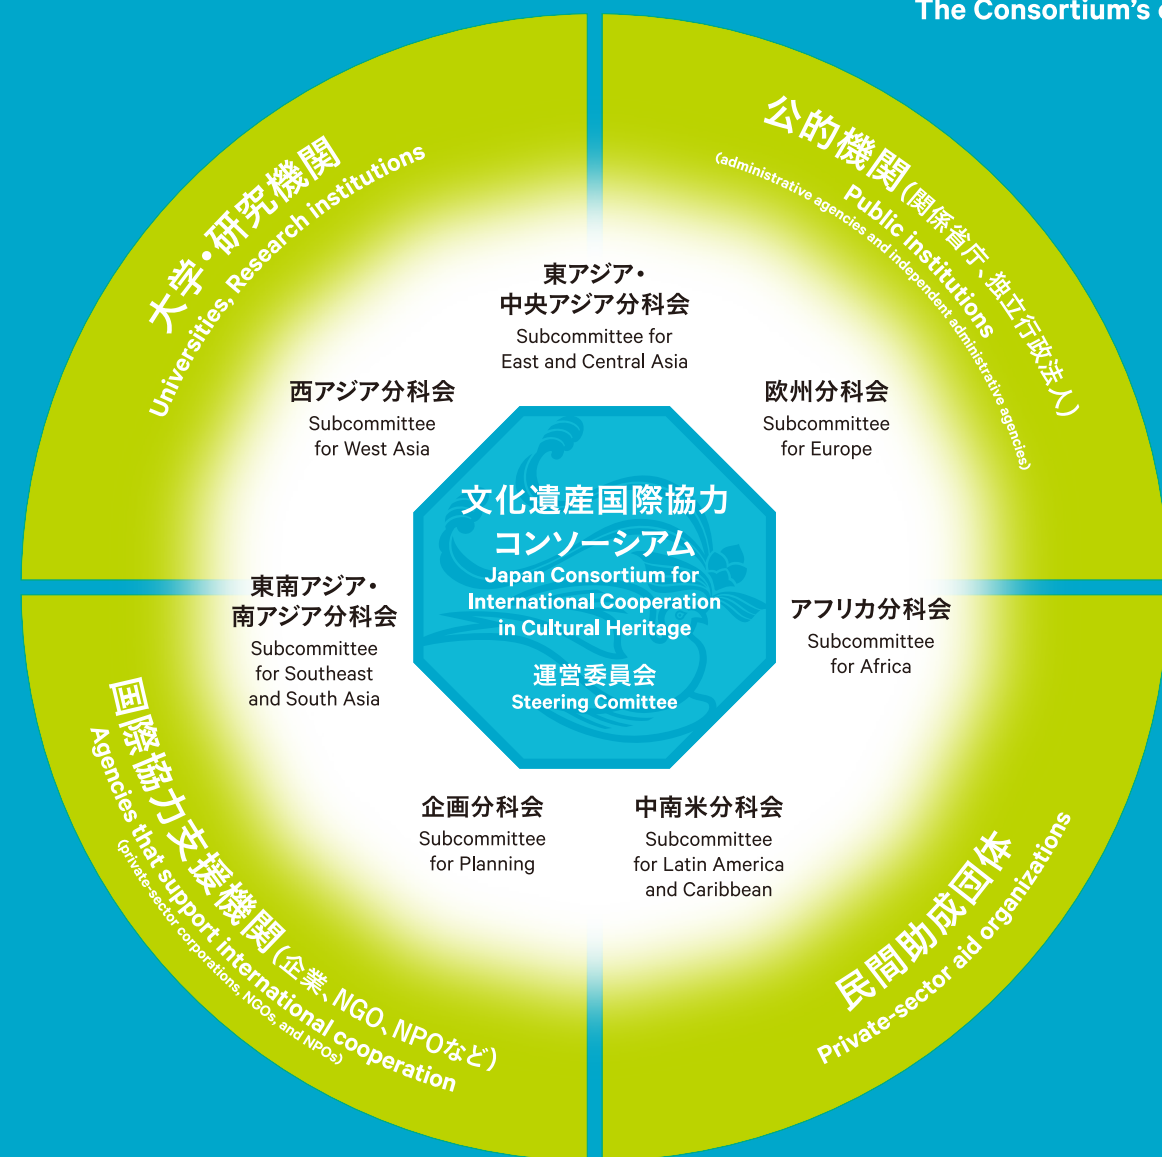 The Consortium's
大学・研究機関
Universities, Research institutions
公的機関(関係省庁、独立行政法人)
Public institutions
(administrative agencies and independent administrative agencies)
東アジア・
中央アジア分科会
Subcommittee for
East and Central Asia
西アジア分科会
Subcommittee
for West Asia
欧州分科会
Subcommittee
for Europe
文化遺産国際協力
コンソーシアム
Japan Consortium for
International Cooperation
in Cultural Heritage
運営委員会
Steering Comittee
東南アジア・
南アジア分科会
Subcommittee
for Southeast
and South Asia
アフリカ分科会
Subcommittee
for Africa
企画分科会
Subcommittee
for Planning
中南米分科会
Subcommittee
for Latin America
and Caribbean
国際協力支援機関(企業、NGO、NPOなど)
Agencies that support international cooperation
(private-sector corporations, NGOs, and NPOs)
民間助成団体
Private-sector aid organizations